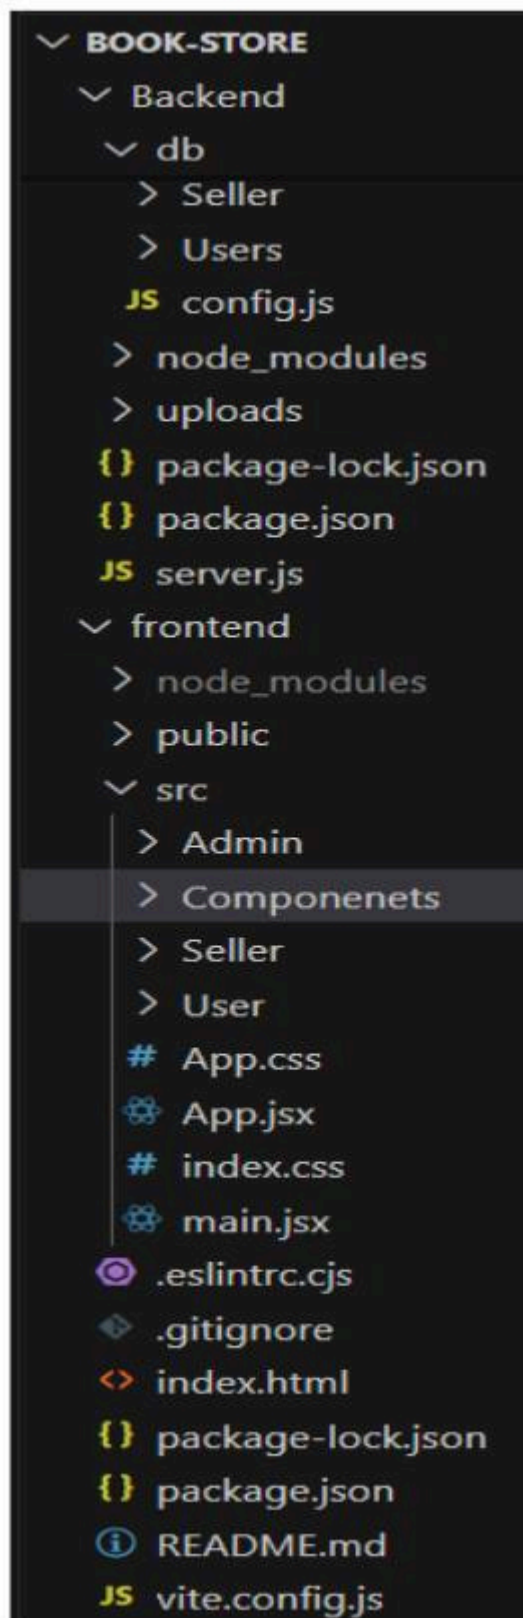 BOOK-STORE
Backend
db
Seller
Users
JS config.js
node_modules
uploads
{} package-lock.json
{} package.json
JS server.js
frontend
node_modules
public
src
Admin
Componenets
Seller
User
# App.css
App.jsx
# index.css
main.jsx
.eslintrc.cjs
.gitignore
<> index.html
{} package-lock.json
{} package.json
README.md
JS vite.config.js